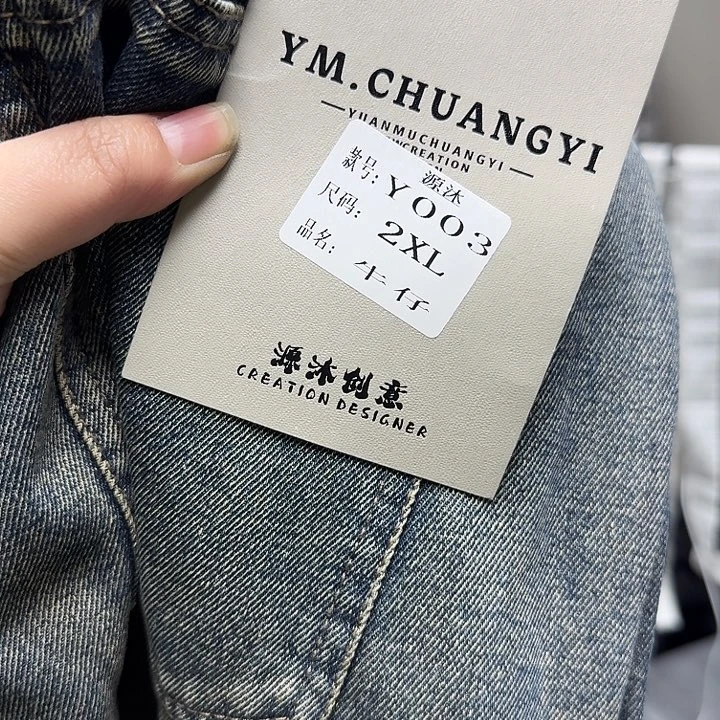 YM.CHUANGYI
YUANMUCHUANGYI
WCREATION
源沐
款号: Y003
尺码: 2XL
品名: 牛仔
源沐创意
CREATION DESIGNER